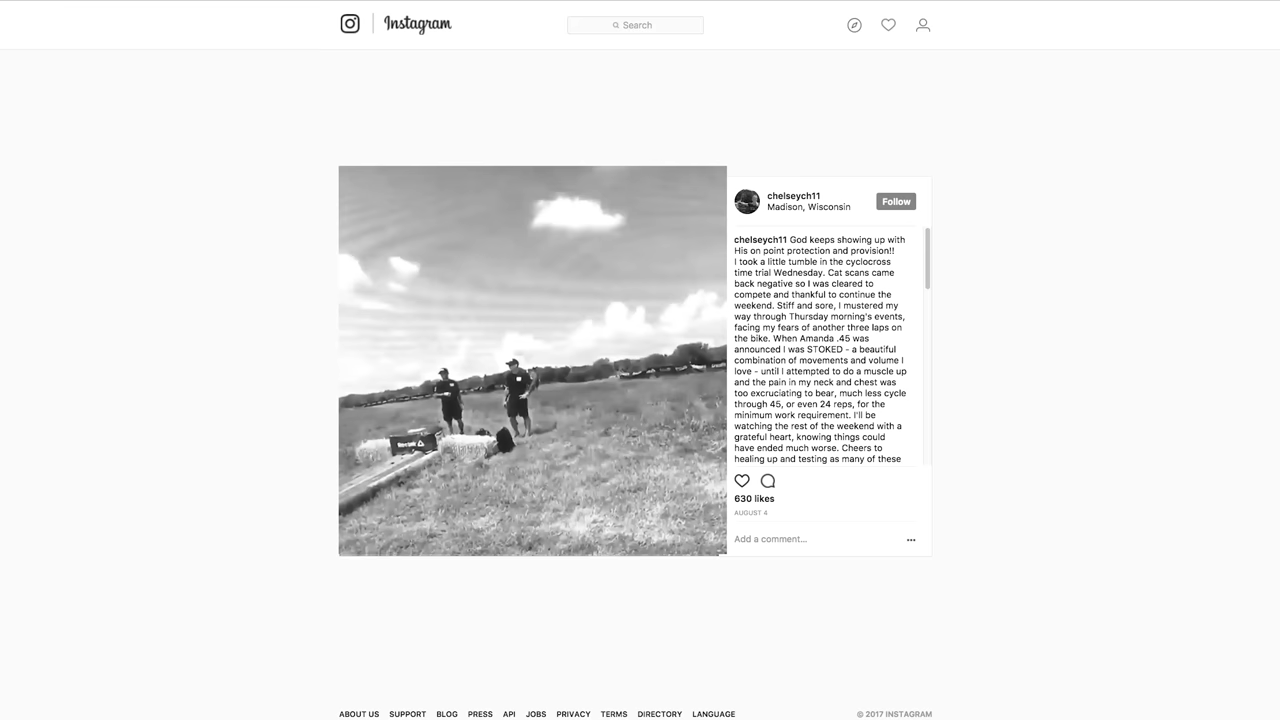 Instagram
Search
chelseych11
Madison, Wisconsin
Follow
chelseych11 God keeps showing up with
His on point protection and provision!!
I took a little tumble in the cyclocross
time trial Wednesday. Cat scans came
back negative so I was cleared to
compete and thankful to continue the
weekend. Stiff and sore, I mustered my
way through Thursday morning's events,
facing my fears of another three laps on
the bike. When Amanda .45 was
announced I was STOKED - a beautiful
combination of movements and volume I
love - until I attempted to do a muscle up
and the pain in my neck and chest was
too excruciating to bear, much less cycle
through 45, or even 24 reps, for the
minimum work requirement. I'll be
watching the rest of the weekend with a
grateful heart, knowing things could
have ended much worse. Cheers to
healing up and testing as many of these
630 likes
AUGUST 4
Add a comment...
ABOUT US SUPPORT BLOG PRESS API JOBS PRIVACY TERMS DIRECTORY LANGUAGE
© 2017 INSTAGRAM